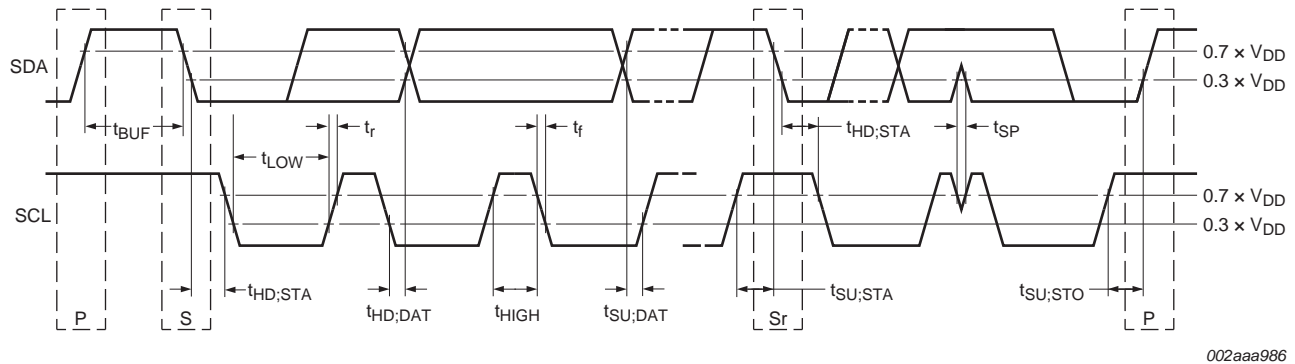 SDA
0.7 × VDD
0.3 × VDD
tBUF
tLOW
tr
tf
tHD;STA
tSP
SCL
0.7 × VDD
0.3 × VDD
tHD;STA
tHD;DAT
tHIGH
tSU;DAT
tSU;STA
tSU;STO
P
S
Sr
P
002aaa986